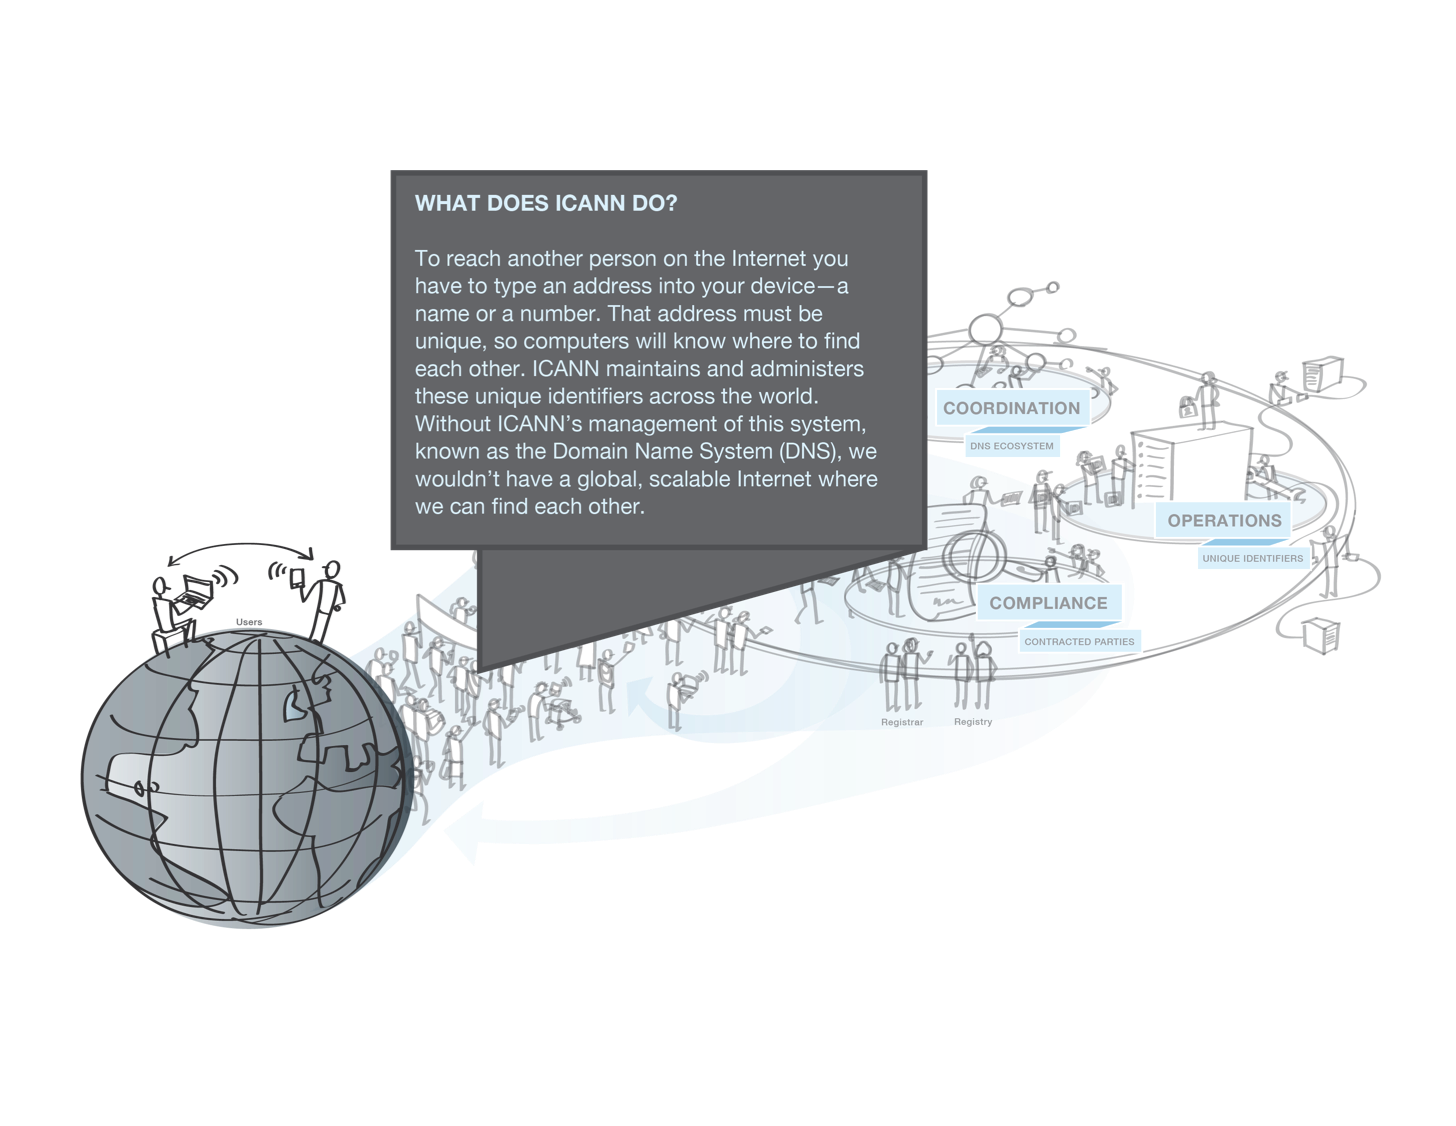 WHAT DOES ICANN DO?
To reach another person on the Internet you
have to type an address into your device—a
name or a number. That address must be
unique, so computers will know where to find
each other. ICANN maintains and administers
these unique identifiers across the world.
Without ICANN’s management of this system,
known as the Domain Name System (DNS), we
wouldn’t have a global, scalable Internet where
we can find each other.
COORDINATION
DNS ECOSYSTEM
OPERATIONS
UNIQUE IDENTIFIERS
COMPLIANCE
CONTRACTED PARTIES
Users
Registrar
Registry